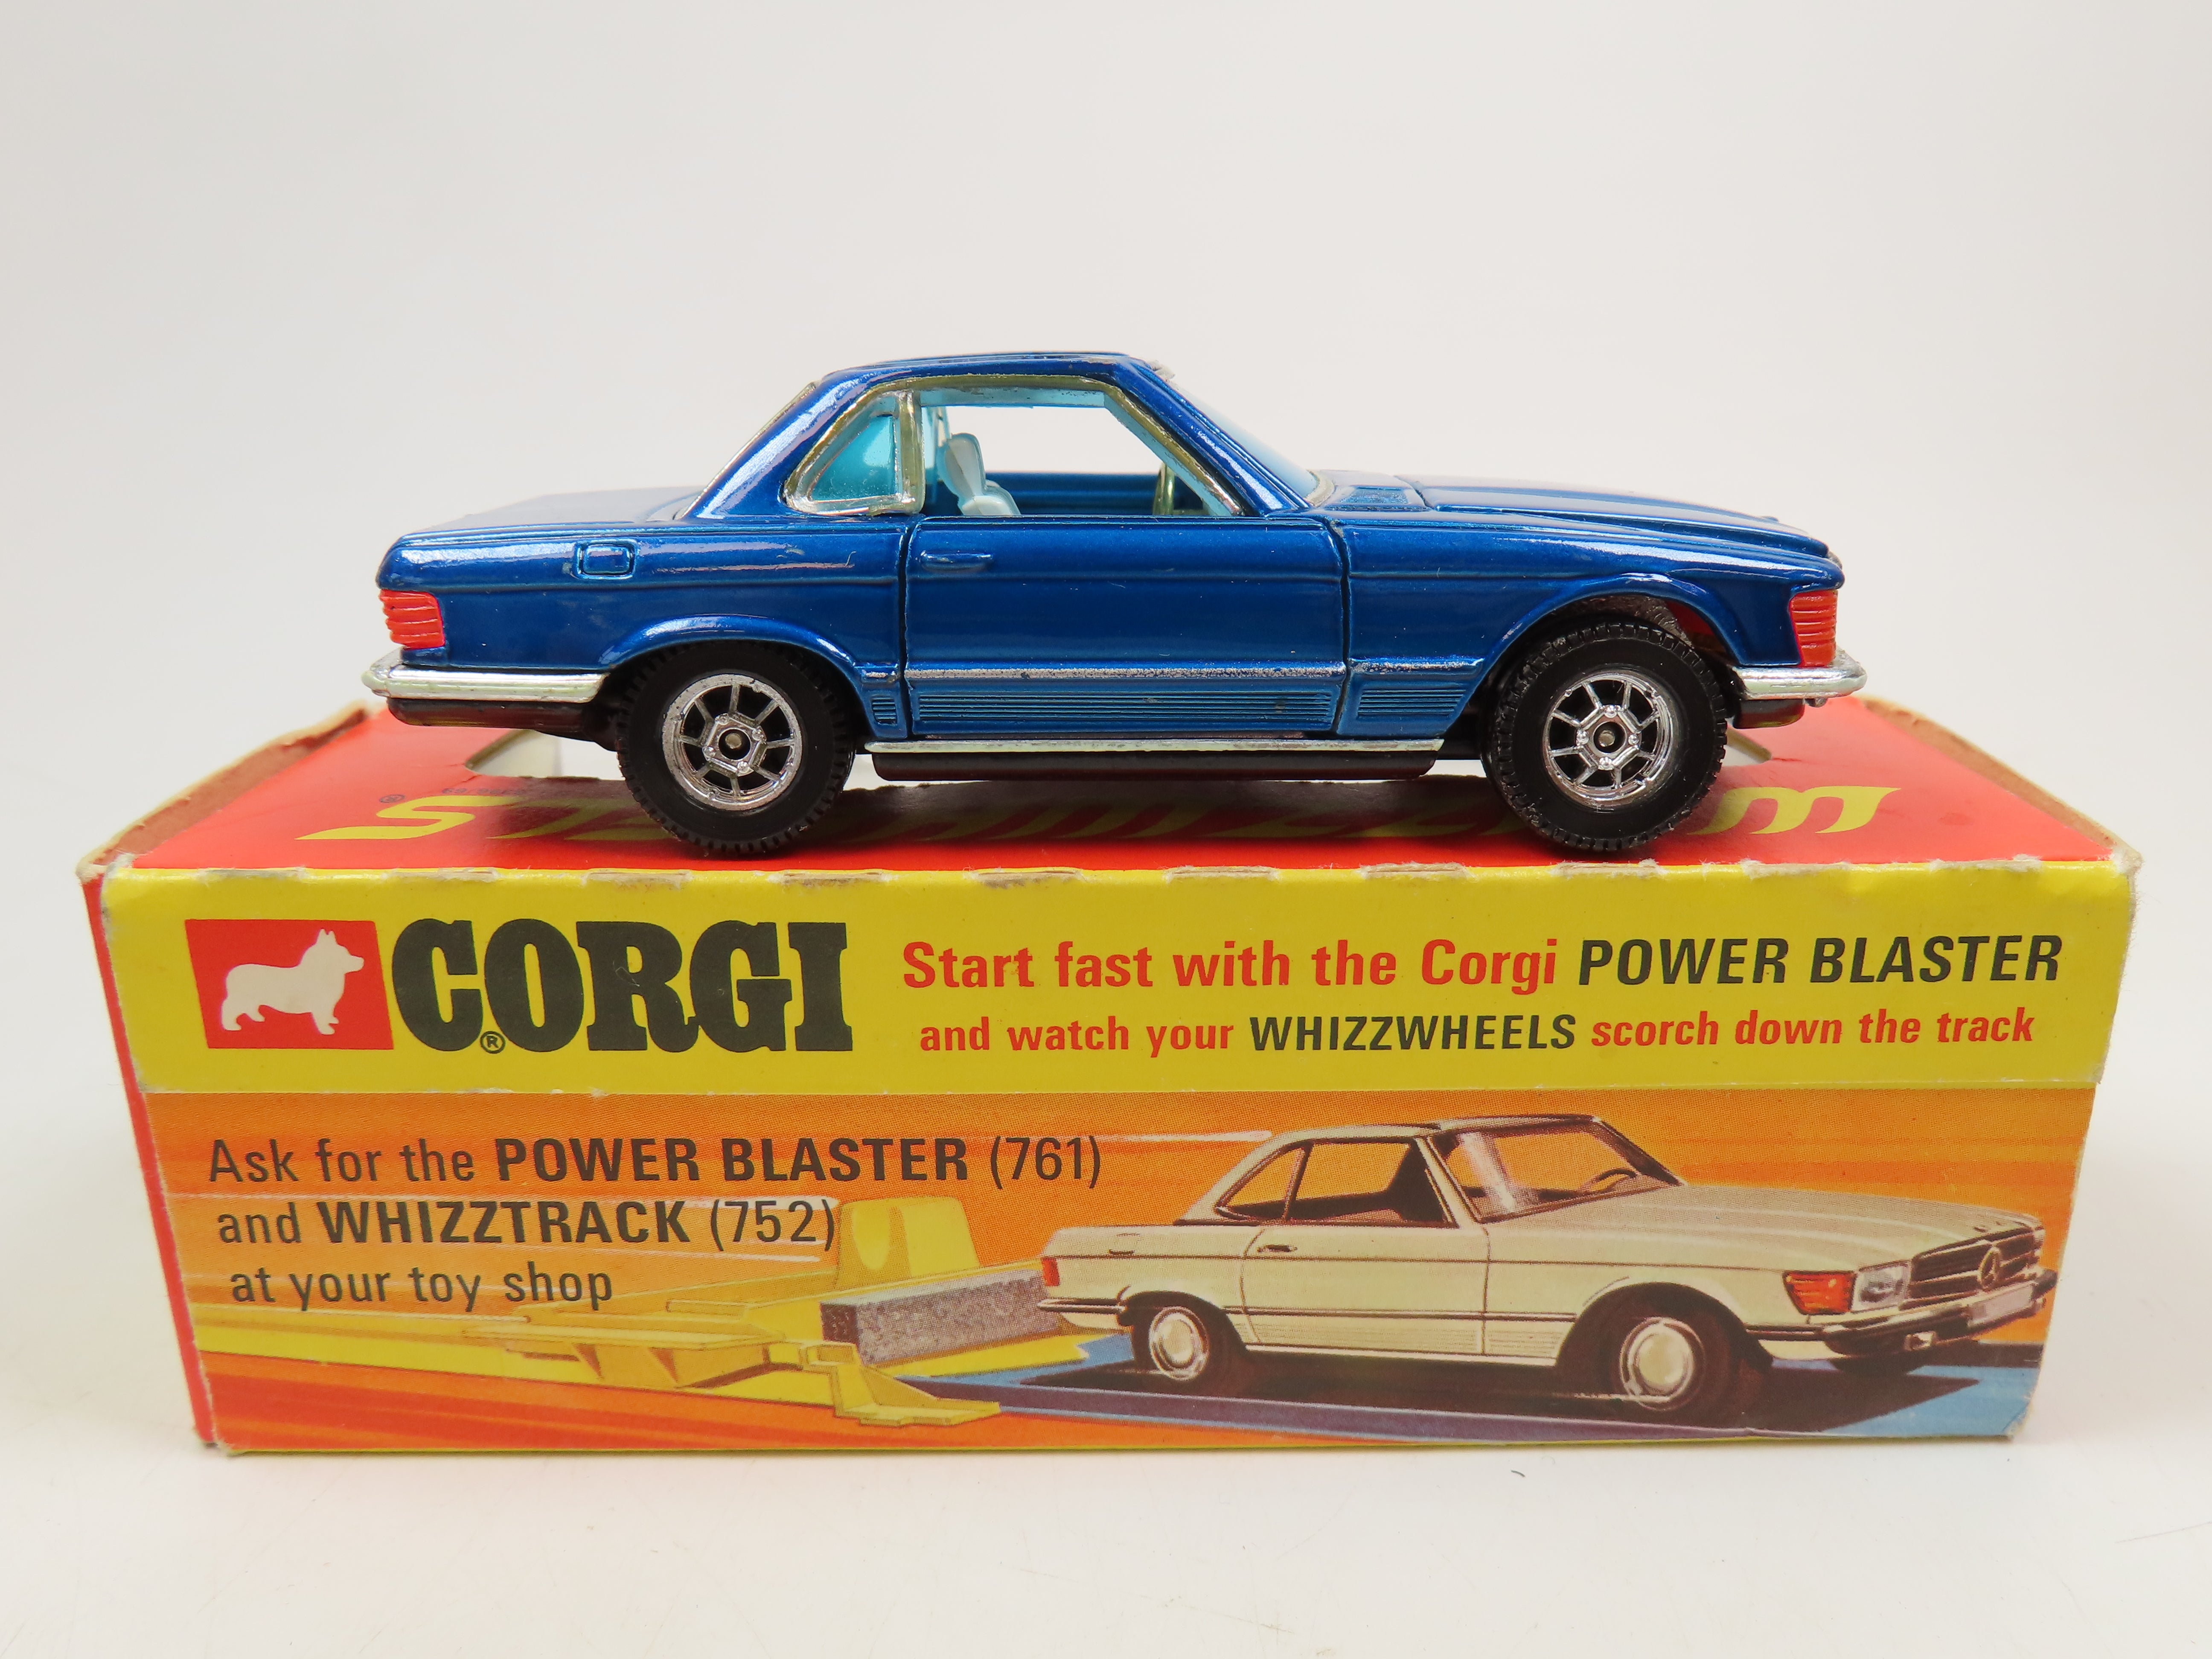 CORGI®
Start fast with the Corgi POWER BLASTER
and watch your WHIZZWHEELS scorch down the track
Ask for the POWER BLASTER (761)
and WHIZZTRACK (752)
at your toy shop